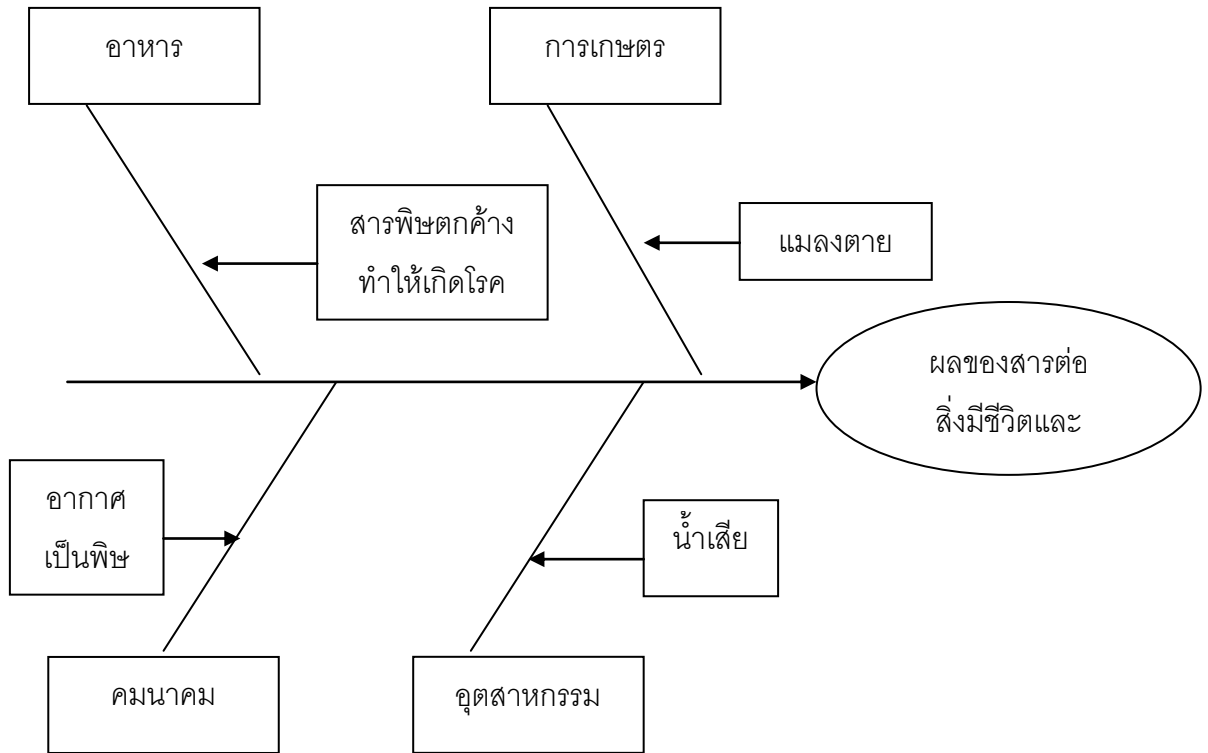 อาหาร
การเกษตร
สารพิษตกค้าง
ทำให้เกิดโรค
แมลงตาย
ผลของสารต่อ
สิ่งมีชีวิตและ
อากาศ
เป็นพิษ
น้ำเสีย
คมนาคม
อุตสาหกรรม